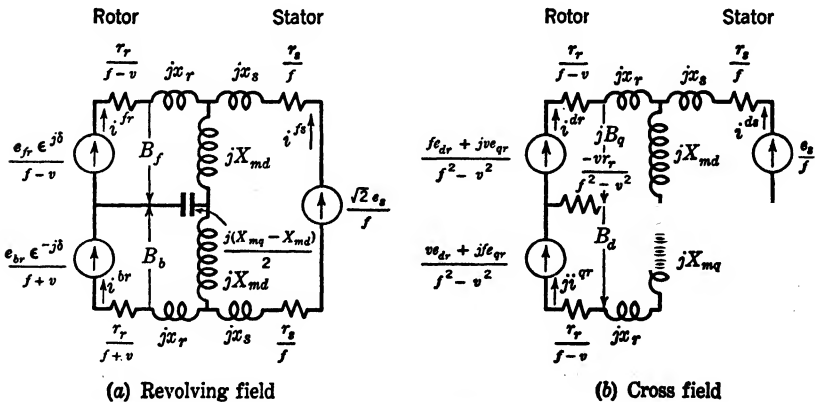 Rotor Stator
r_r/(f−v) jx_r jx_s r_s/f
i^{fr} i^{fs}
e_{fr} ϵ^{jδ}/(f−v) B_f jX_{md} √2 e_s/f
j(X_{mq} − X_{md})/2
e_{br} ϵ^{−jδ}/(f+v) B_b jX_{md}
i^{br}
r_r/(f+v) jx_r jx_s r_s/f
(a) Revolving field
Rotor Stator
r_r/(f−v) jx_r jx_s r_s/f
i^{dr} jB_q i^{ds}
fe_{dr} + jve_{qr}/(f² − v²) −vr_r/(f² − v²) jX_{md} e_s/f
B_d
ve_{dr} + jfe_{qr}/(f² − v²) jX_{mq}
ji^{qr}
r_r/(f−v) jx_r
(b) Cross field